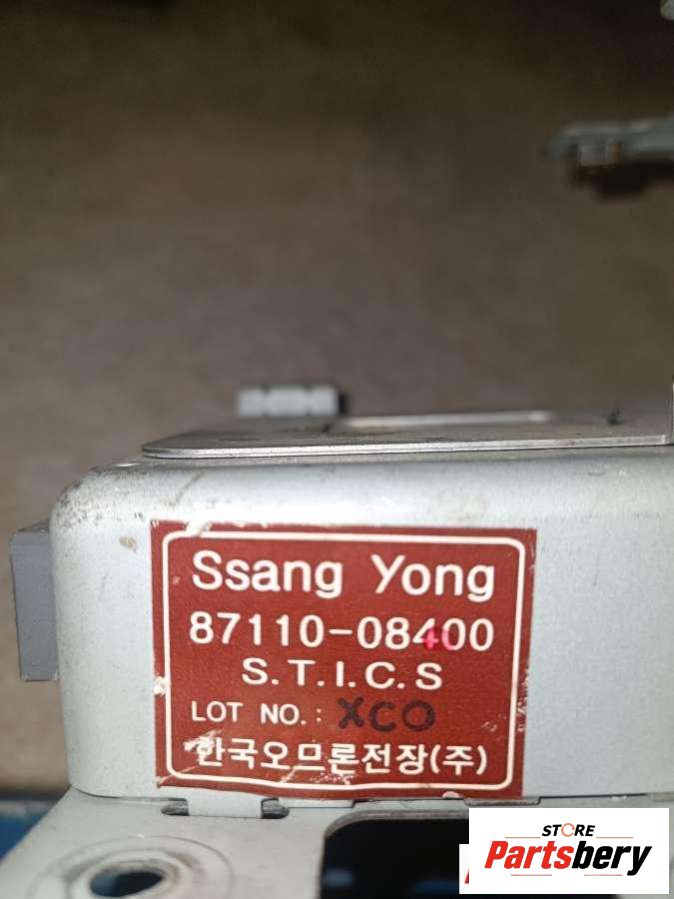 Ssang Yong
87110-08400
S.T.I.C.S
LOT NO.: XCO
한국오므론전장(주)
STORE
Partsbery